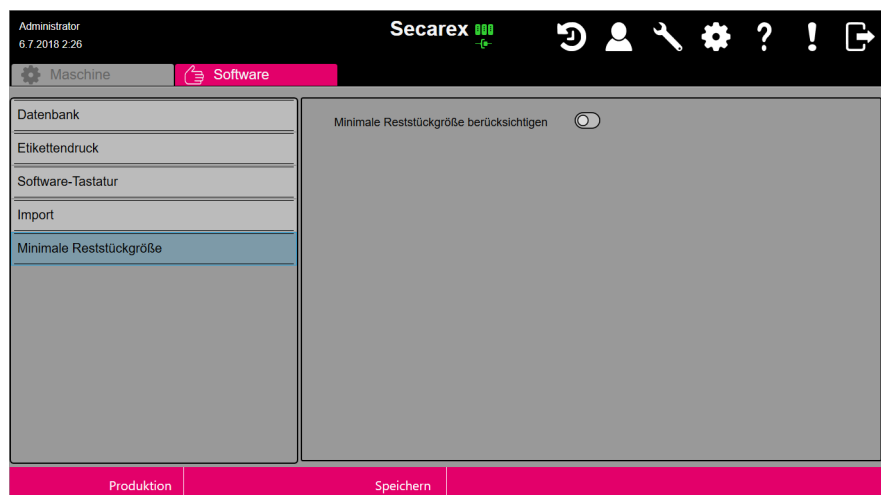 Administrator
6.7.2018 2:26
Secarex
Maschine
Software
Datenbank
Etikettendruck
Software-Tastatur
Import
Minimale Reststückgröße
Minimale Reststückgröße berücksichtigen
Produktion
Speichern